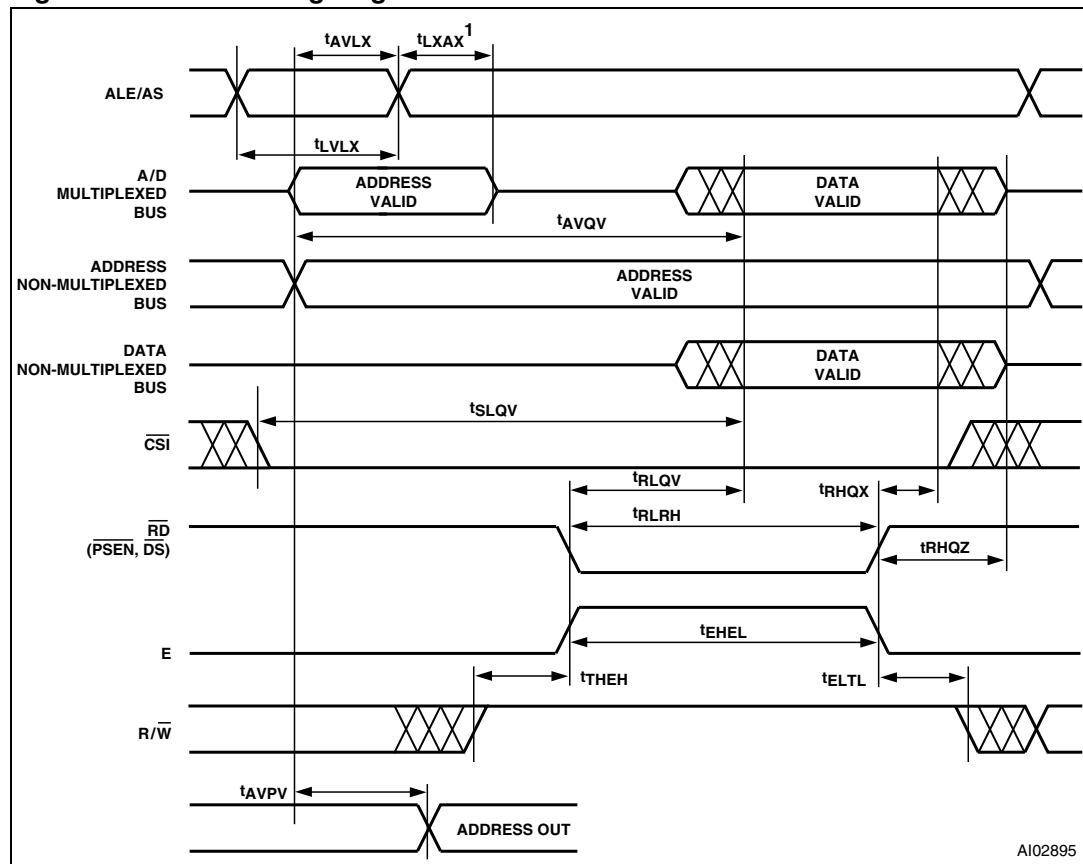 tAVLX
tLXAX1
ALE/AS
tLVLX
A/D
MULTIPLEXED
BUS
ADDRESS
VALID
DATA
VALID
tAVQV
ADDRESS
NON-MULTIPLEXED
BUS
ADDRESS
VALID
DATA
NON-MULTIPLEXED
BUS
DATA
VALID
tSLQV
CSI
tRLQV
tRHQX
tRLRH
RD
(PSEN, DS)
tRHQZ
tEHEL
E
tTHEH
tELTL
R/W
tAVPV
ADDRESS OUT
AI02895